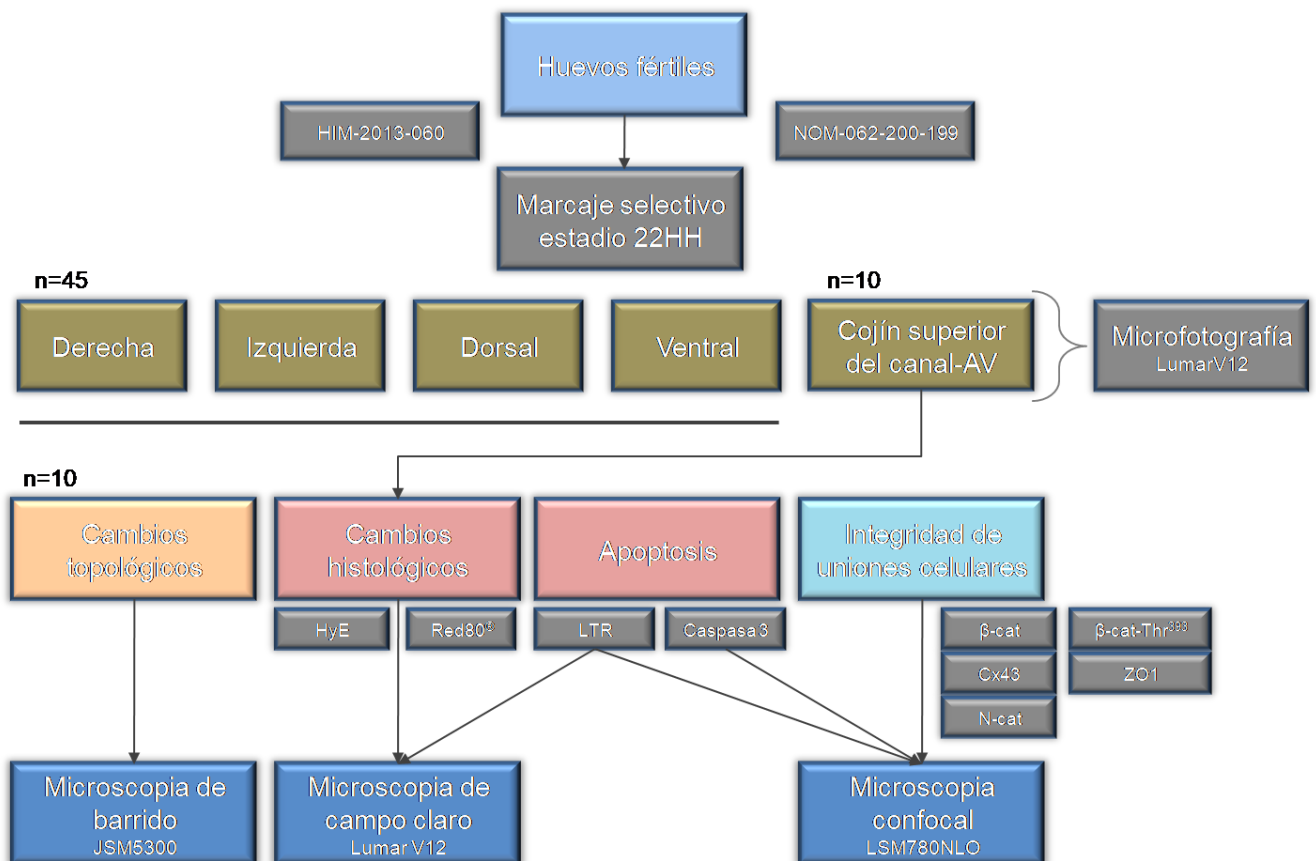 Huevos fértiles
HIM-2013-060
NOM-062-200-199
Marcaje selectivo
estadio 22HH
n=45
n=10
Derecha
Izquierda
Dorsal
Ventral
Cojín superior
del canal-AV
Microfotografía
LumarV12
n=10
Cambios
topológicos
Cambios
histológicos
Apoptosis
Integridad de
uniones celulares
HyE
Red80®
LTR
Caspasa 3
β-cat
β-cat-Thr³⁹³
Cx43
ZO1
N-cat
Microscopia de
barrido
JSM5300
Microscopia de
campo claro
Lumar V12
Microscopia
confocal
LSM780NLO